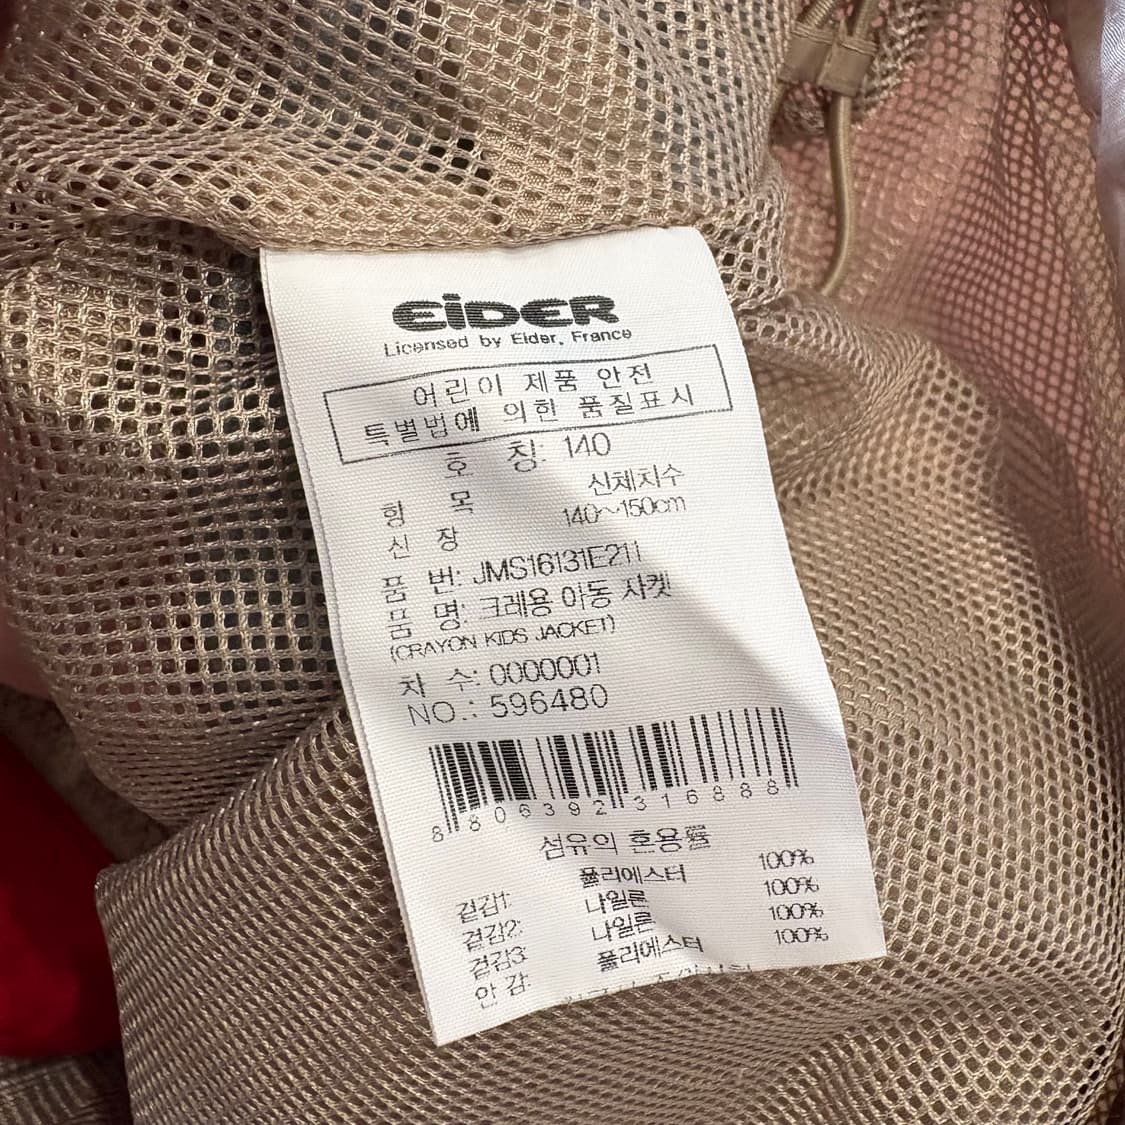 EiDER
Licensed by Eider, France
어린이 제품 안전
특별법에 의한 품질표시
호 칭: 140
항 목 신체치수
신 장 140~150cm
품 번: JMS16131E211
품 명: 크레용 아동 자켓
(CRAYON KIDS JACKET)
차 수: 0000001
NO.: 596480
8 806392 316888
섬유의 혼용률
겉감1: 폴리에스터 100%
겉감2: 나일론 100%
겉감3: 나일론 100%
안 감: 폴리에스터 100%